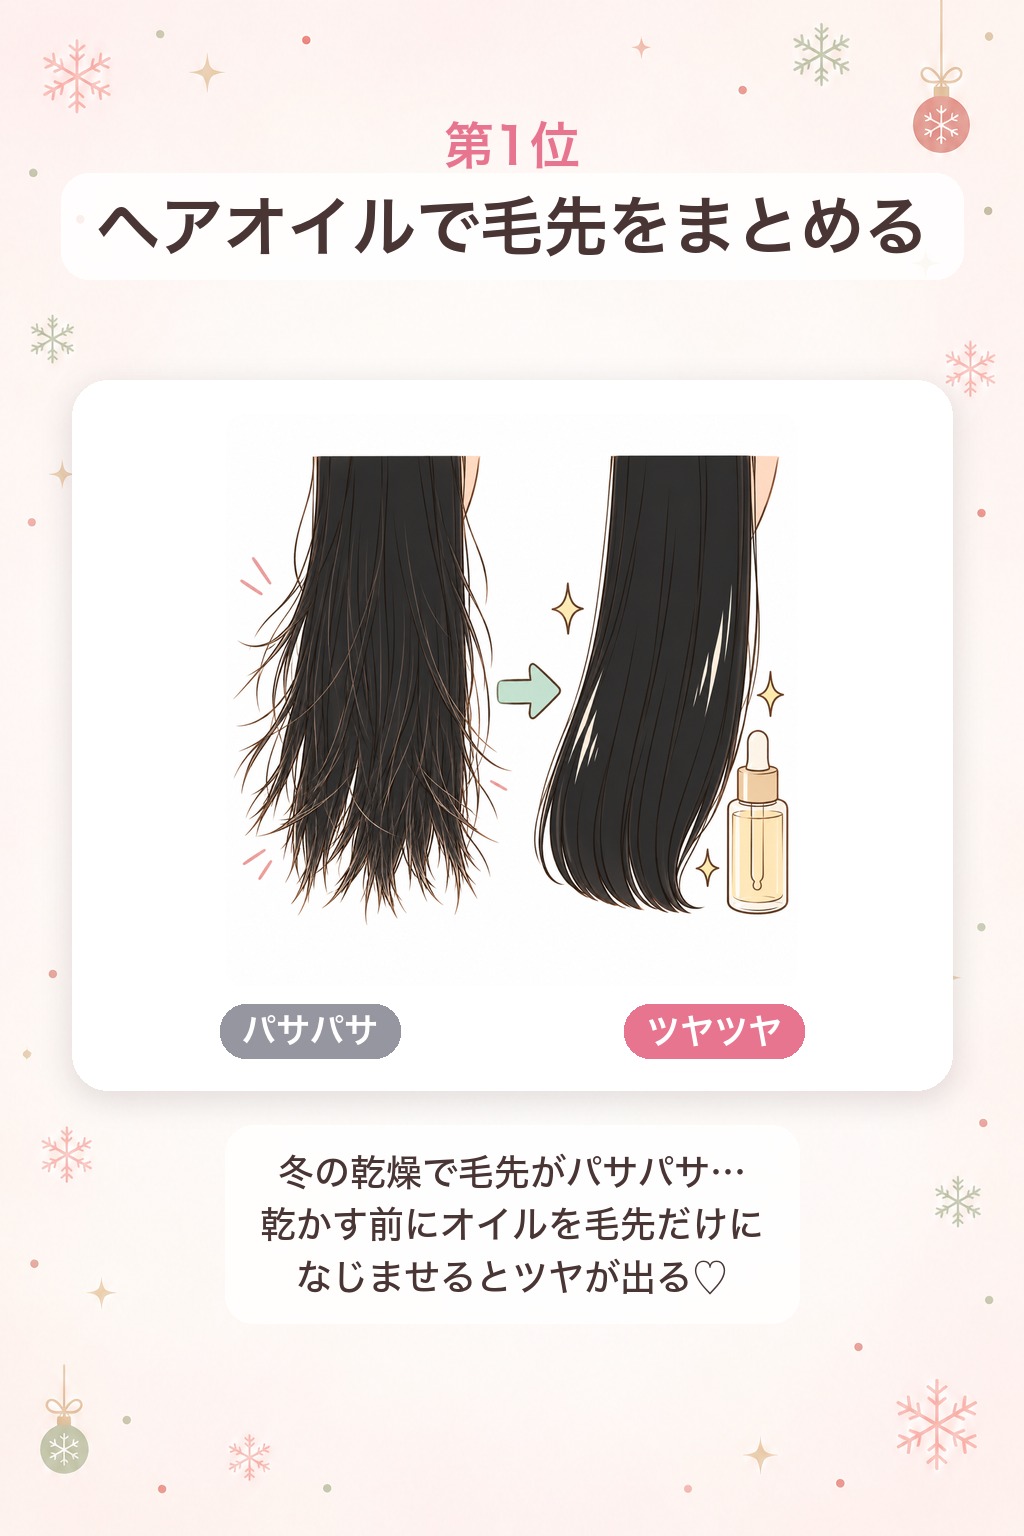 第1位
ヘアオイルで毛先をまとめる
パサパサ
ツヤツヤ
冬の乾燥で毛先がパサパサ…
乾かす前にオイルを毛先だけに
なじませるとツヤが出る♡